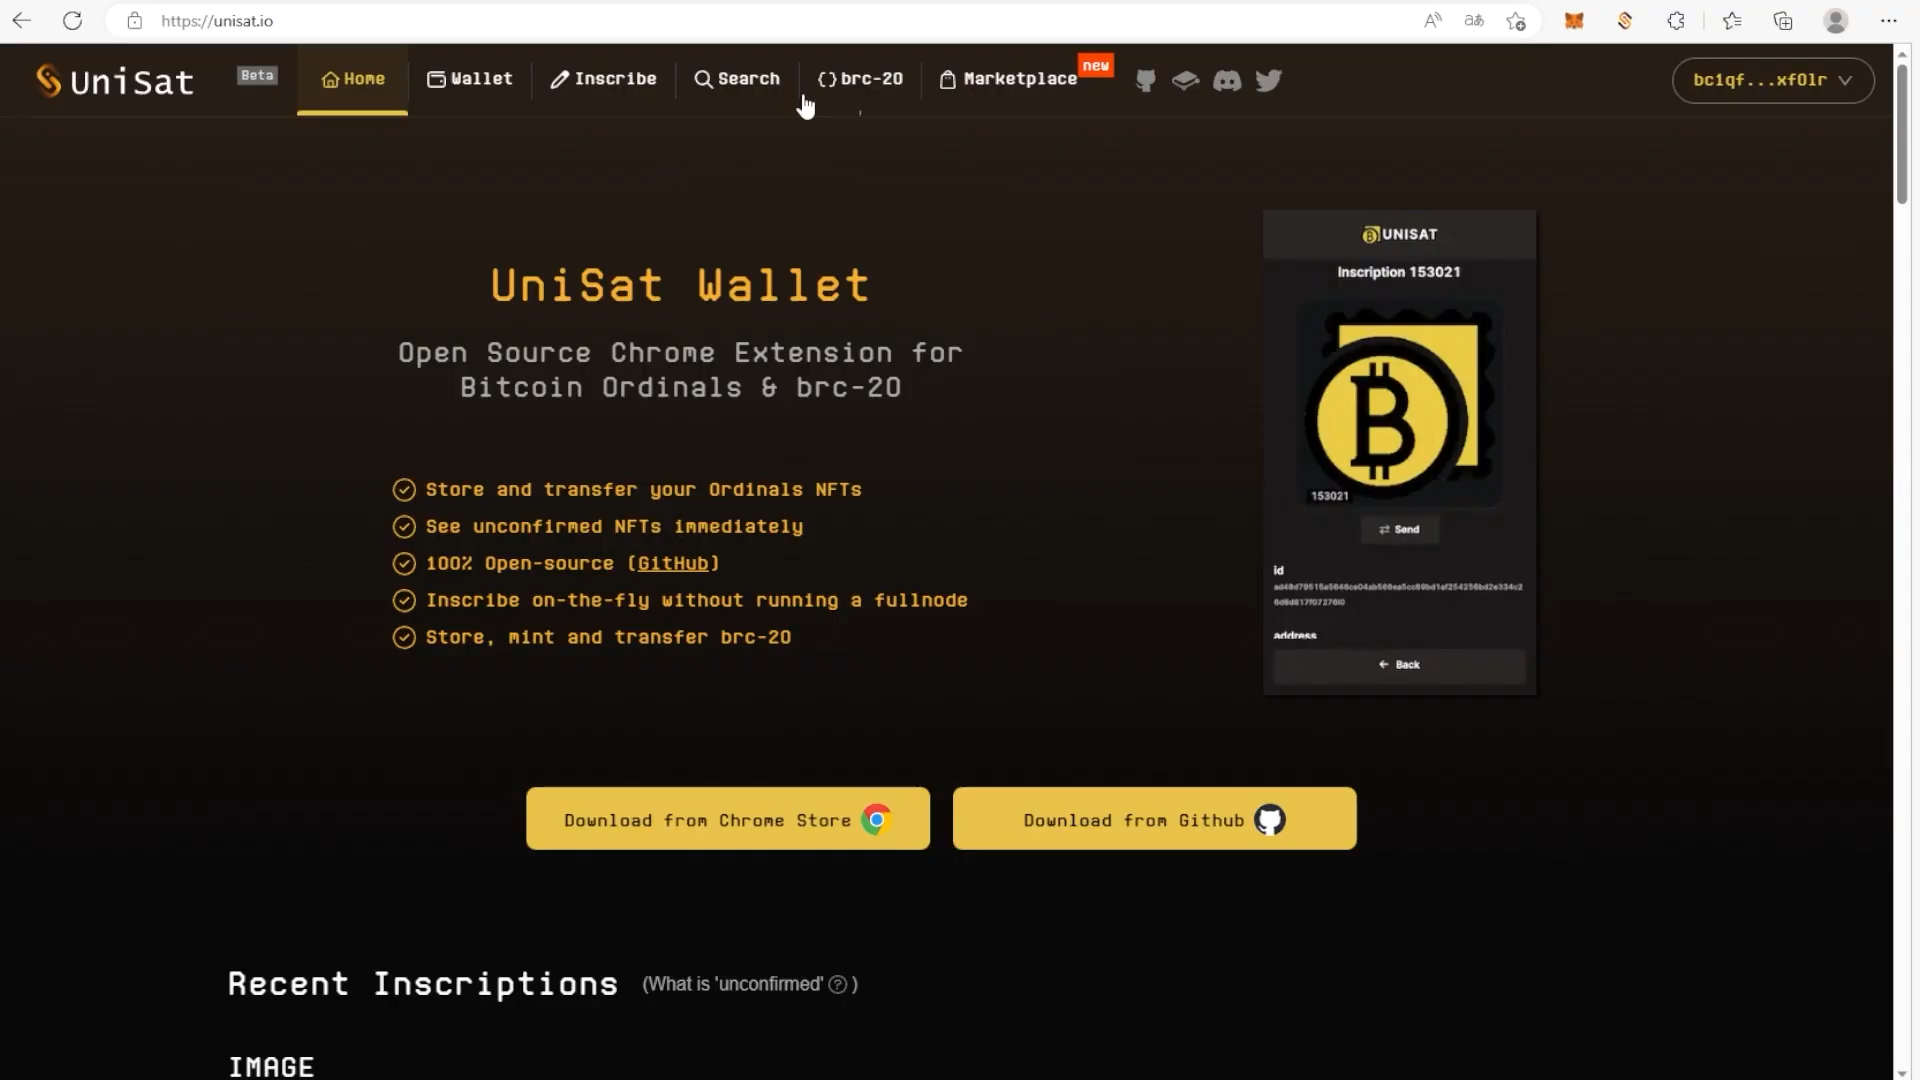 https://unisat.io
UniSat
Beta
Home
Wallet
Inscribe
Search
brc-20
Marketplace
new
bc1qf...xf0lr
UniSat Wallet
Open Source Chrome Extension for
Bitcoin Ordinals & brc-20
Store and transfer your Ordinals NFTs
See unconfirmed NFTs immediately
100% Open-source (GitHub)
Inscribe on-the-fly without running a fullnode
Store, mint and transfer brc-20
UNISAT
Inscription 153021
153021
Send
id
address
Back
Download from Chrome Store
Download from Github
Recent Inscriptions
(What is 'unconfirmed' ? )
IMAGE